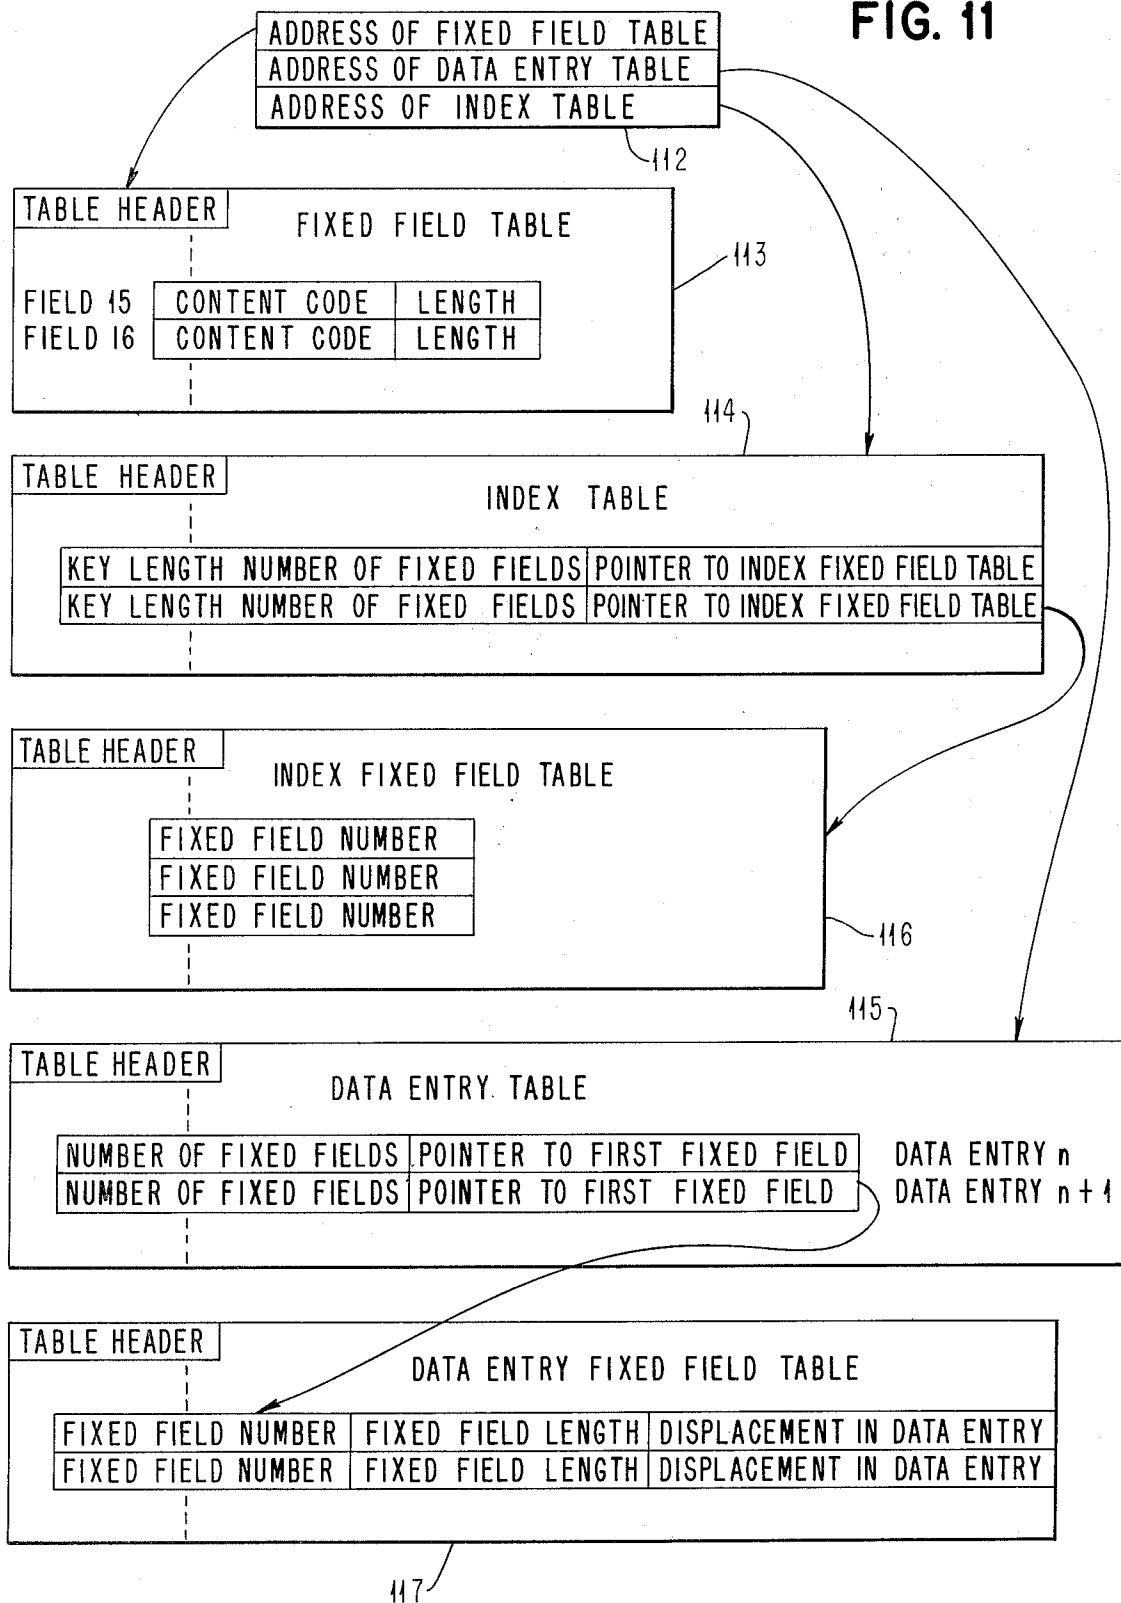 FIG. 11
ADDRESS OF FIXED FIELD TABLE
ADDRESS OF DATA ENTRY TABLE
ADDRESS OF INDEX TABLE
112
TABLE HEADER
FIXED FIELD TABLE
113
FIELD 15 CONTENT CODE LENGTH
FIELD 16 CONTENT CODE LENGTH
114
TABLE HEADER
INDEX TABLE
KEY LENGTH NUMBER OF FIXED FIELDS POINTER TO INDEX FIXED FIELD TABLE
KEY LENGTH NUMBER OF FIXED FIELDS POINTER TO INDEX FIXED FIELD TABLE
TABLE HEADER
INDEX FIXED FIELD TABLE
FIXED FIELD NUMBER
FIXED FIELD NUMBER
FIXED FIELD NUMBER
116
115
TABLE HEADER
DATA ENTRY TABLE
NUMBER OF FIXED FIELDS POINTER TO FIRST FIXED FIELD DATA ENTRY n
NUMBER OF FIXED FIELDS POINTER TO FIRST FIXED FIELD DATA ENTRY n + 1
TABLE HEADER
DATA ENTRY FIXED FIELD TABLE
FIXED FIELD NUMBER FIXED FIELD LENGTH DISPLACEMENT IN DATA ENTRY
FIXED FIELD NUMBER FIXED FIELD LENGTH DISPLACEMENT IN DATA ENTRY
117